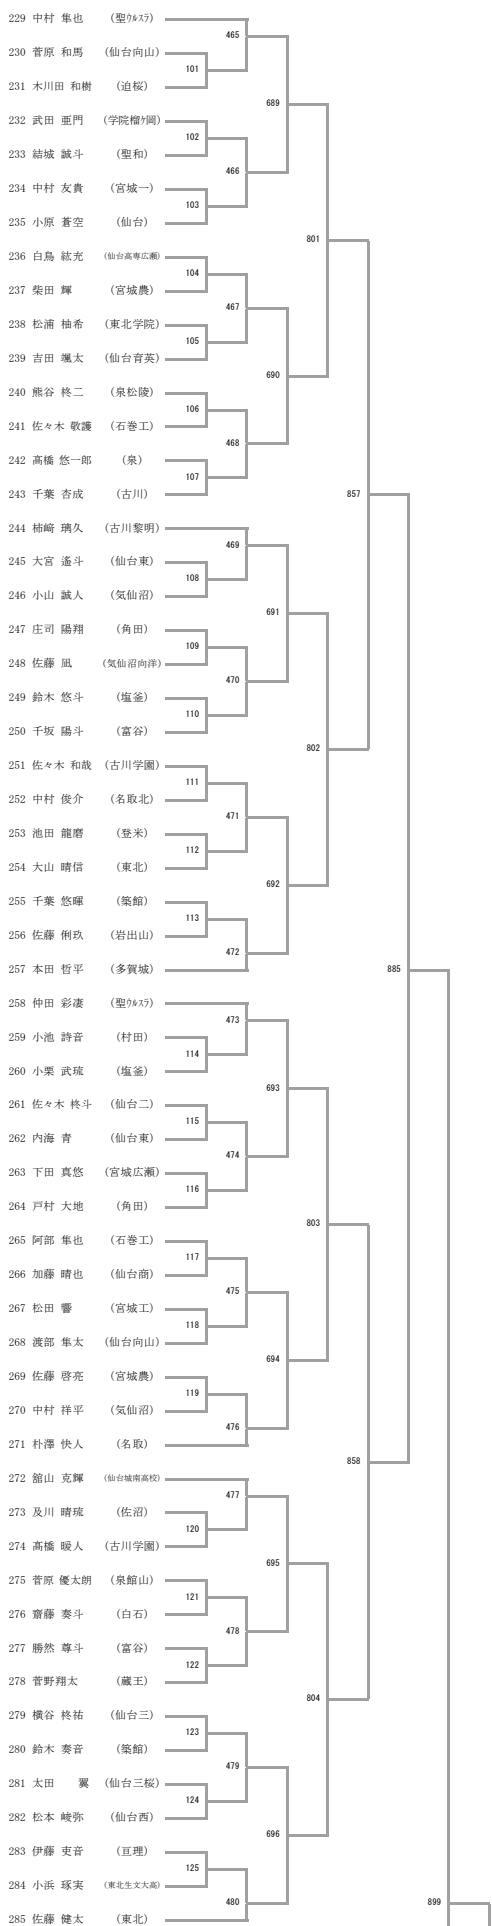 229 中村 隼也 (聖ウルスラ)
465
230 菅原 和馬 (仙台向山)
101
231 木川田 和樹 (迫桜)
689
232 武田 亜門 (学院榴ケ岡)
102
233 結城 誠斗 (聖和)
466
234 中村 友貴 (宮城一)
103
235 小原 蒼空 (仙台)
801
236 白鳥 紘充 (仙台高専広瀬)
104
237 柴田 輝 (宮城農)
467
238 松浦 柚希 (東北学院)
105
239 吉田 颯太 (仙台育英)
690
240 熊谷 柊二 (泉松陵)
106
241 佐々木 敬護 (石巻工)
468
242 高橋 悠一郎 (泉)
107
243 千葉 杏成 (古川)
857
244 柿﨑 璃久 (古川黎明)
469
245 大宮 遙斗 (仙台東)
108
246 小山 誠人 (気仙沼)
691
247 庄司 陽翔 (角田)
109
248 佐藤 凪 (気仙沼向洋)
470
249 鈴木 悠斗 (塩釜)
110
250 千坂 陽斗 (富谷)
802
251 佐々木 和哉 (古川学園)
111
252 中村 俊介 (名取北)
471
253 池田 龍磨 (登米)
112
254 大山 晴信 (東北)
692
255 千葉 悠暉 (築館)
113
256 佐藤 俐玖 (岩出山)
472
257 本田 哲平 (多賀城)
885
258 仲田 彩凄 (聖ウルスラ)
473
259 小池 詩音 (村田)
114
260 小栗 武琉 (塩釜)
693
261 佐々木 柊斗 (仙台二)
115
262 内海 青 (仙台東)
474
263 下田 真悠 (宮城広瀬)
116
264 戸村 大地 (角田)
803
265 阿部 隼也 (石巻工)
117
266 加藤 晴也 (仙台商)
475
267 松田 響 (宮城工)
118
268 渡部 隼太 (仙台向山)
694
269 佐藤 啓亮 (宮城農)
119
270 中村 祥平 (気仙沼)
476
271 朴澤 快人 (名取)
858
272 舘山 克輝 (仙台城南高校)
477
273 及川 晴琉 (佐沼)
120
274 高橋 暖人 (古川学園)
695
275 菅原 優太朗 (泉館山)
121
276 齋藤 奏斗 (白石)
478
277 勝然 尊斗 (富谷)
122
278 菅野翔太 (蔵王)
804
279 横谷 柊祐 (仙台三)
123
280 鈴木 奏音 (築館)
479
281 太田 翼 (仙台三桜)
124
282 松本 崚弥 (仙台西)
696
283 伊藤 吏音 (亘理)
125
284 小浜 琢実 (東北生文大高)
480
899
285 佐藤 健太 (東北)